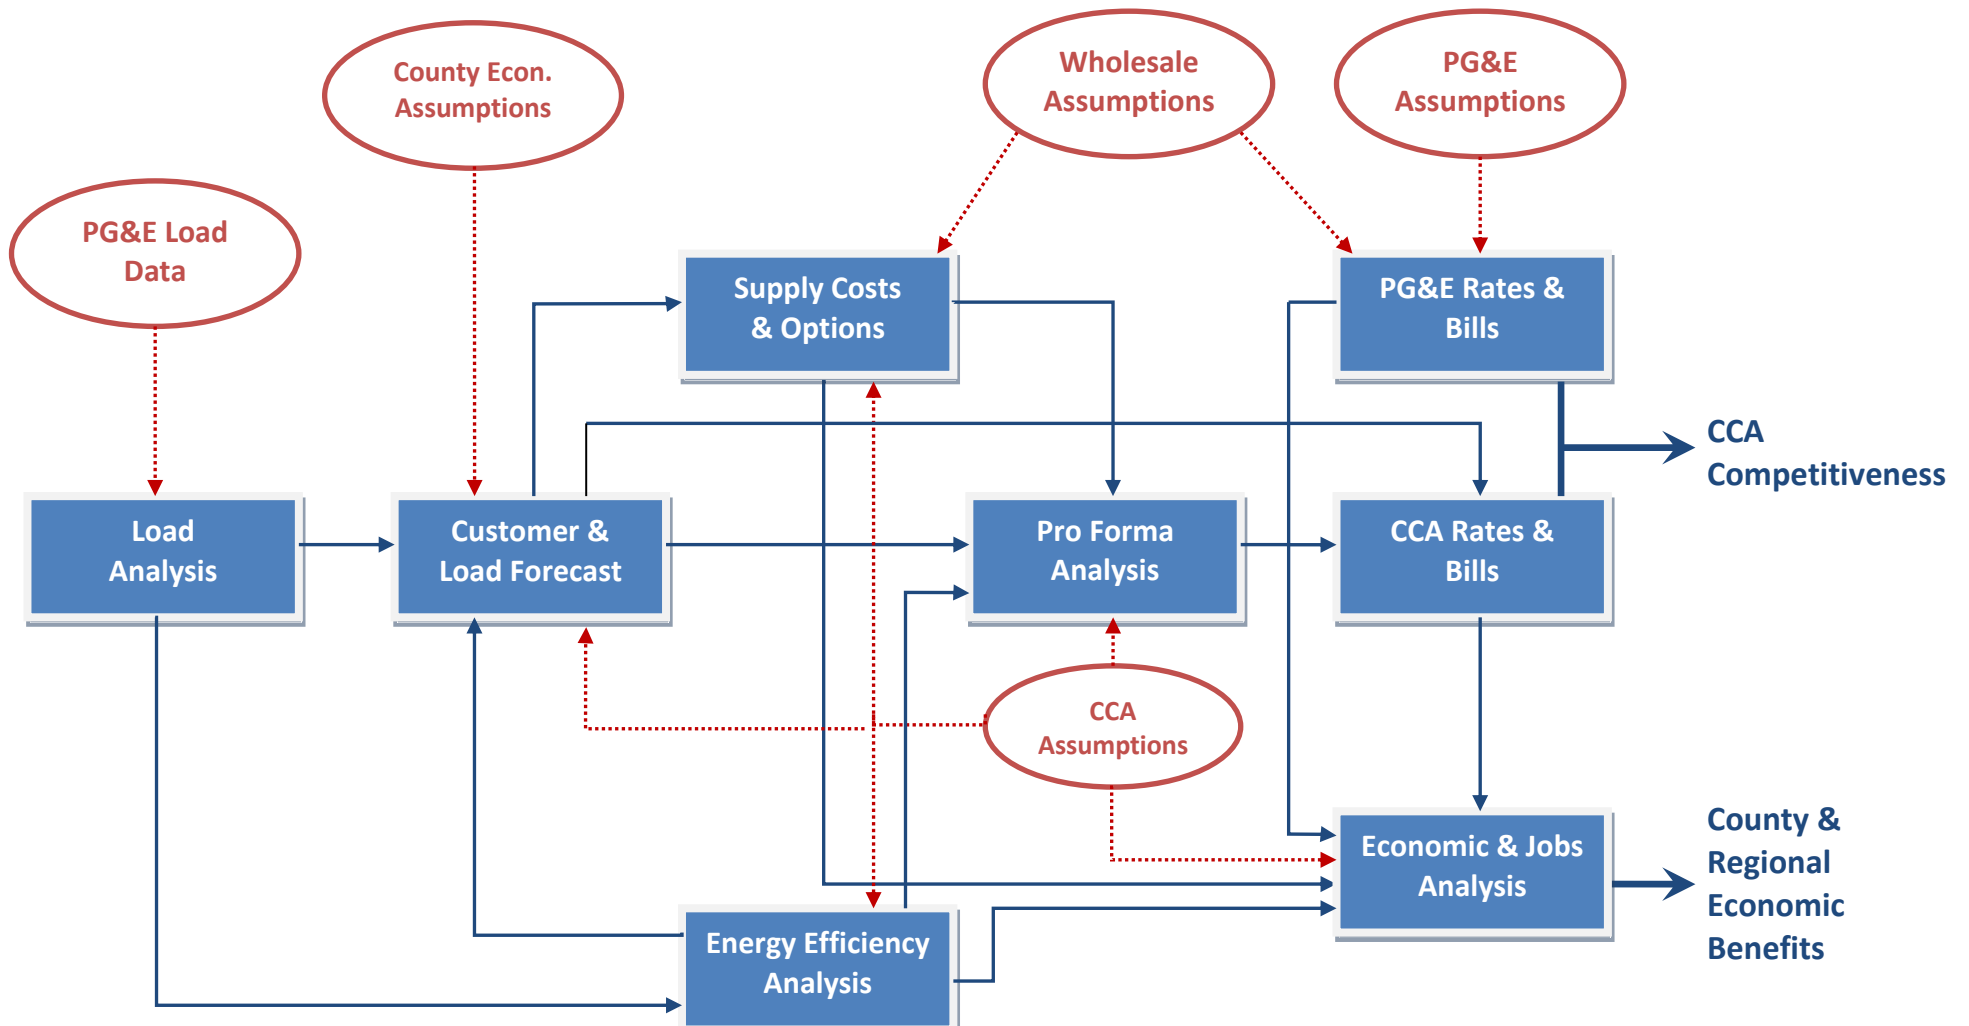 County Econ.
Assumptions
Wholesale
Assumptions
PG&E
Assumptions
PG&E Load
Data
Supply Costs
& Options
PG&E Rates &
Bills
CCA
Competitiveness
Load
Analysis
Customer &
Load Forecast
Pro Forma
Analysis
CCA Rates &
Bills
CCA
Assumptions
Economic & Jobs
Analysis
County &
Regional
Economic
Benefits
Energy Efficiency
Analysis